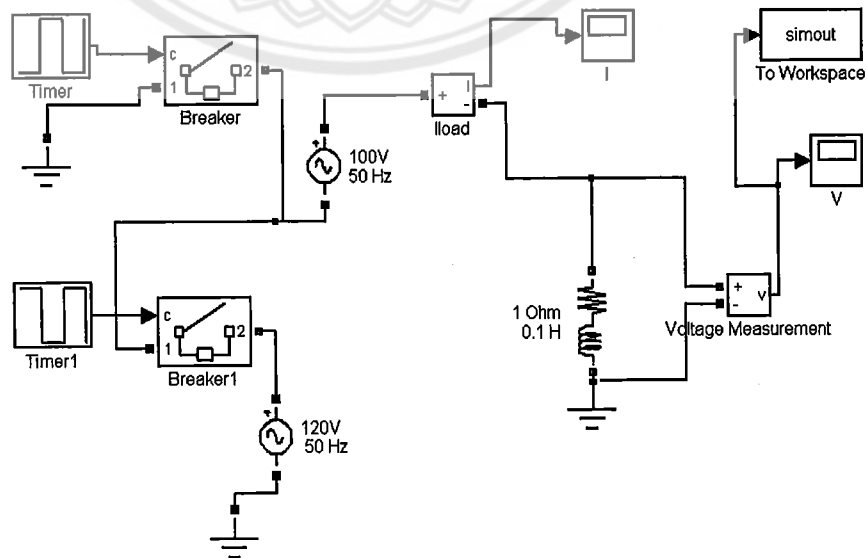 Timer
c
1
2
Breaker
100V
50 Hz
+
i
-
Iload
I
simout
To Workspace
V
Timer1
c
1
2
Breaker1
120V
50 Hz
1 Ohm
0.1 H
+
-
v
Voltage Measurement